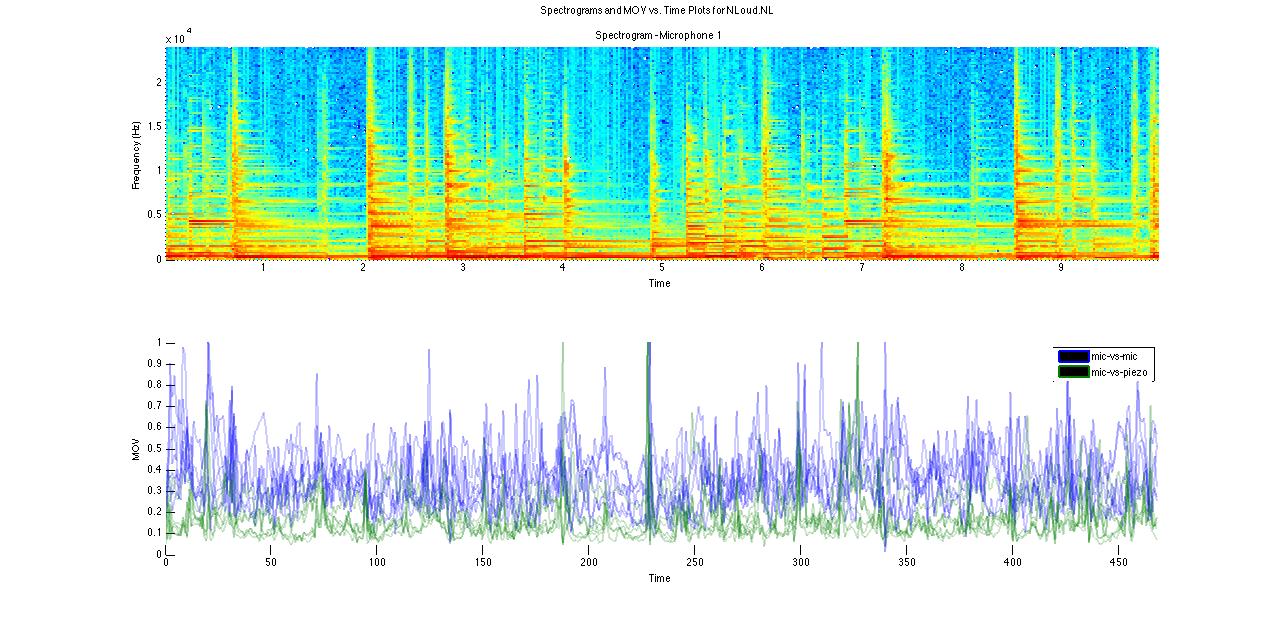 Spectrograms and MOV vs. Time Plots for NLoud.NL
Spectrogram - Microphone 1
x 10^4
2
1.5
1
0.5
0
Frequency (Hz)
1 2 3 4 5 6 7 8 9
Time
1
0.9
0.8
0.7
0.6
0.5
0.4
0.3
0.2
0.1
0
MOV
mic-vs-mic
mic-vs-piezo
0 50 100 150 200 250 300 350 400 450
Time